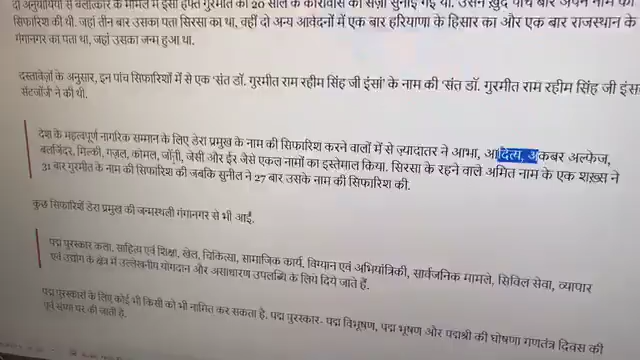 दो अनुयायियों से बलात्कार के मामले में इसी हफ्ते गुरमीत को 20 साल के कारावास की सज़ा सुनाई गई थी. उसने ख़ुद पांच बार अपने नाम की
सिफारिश की थी. जहां तीन बार उसका पता सिरसा का था, वहीं दो अन्य आवेदनों में एक बार हरियाणा के हिसार का और एक बार राजस्थान के
गंगानगर का पता था, जहां उसका जन्म हुआ था.
दस्तावेज़ों के अनुसार, इन पांच सिफारिशों में से एक 'संत डॉ. गुरमीत राम रहीम सिंह जी इंसां' के नाम की 'संत डॉ. गुरमीत राम रहीम सिंह जी इंसां
ने की थी.
देश के महत्वपूर्ण नागरिक सम्मान के लिए डेरा प्रमुख के नाम की सिफारिश करने वालों में से ज़्यादातर ने आभा, आदित्य, अकबर अल्फेज,
बलजिंदर, मिल्की, गज़ल, कोमल, जॉनी, जेसी और ईर जैसे एकल नामों का इस्तेमाल किया. सिरसा के रहने वाले अमित नाम के एक शख़्स ने
31 बार गुरमीत के नाम की सिफारिश की जबकि सुनील ने 27 बार उसके नाम की सिफारिश की.
कुछ सिफारिशें डेरा प्रमुख की जन्मस्थली गंगानगर से भी आईं.
पद्म पुरस्कार कला, साहित्य एवं शिक्षा, खेल, चिकित्सा, सामाजिक कार्य, विग्यान एवं अभियांत्रिकी, सार्वजनिक मामले, सिविल सेवा, व्यापार
एवं उद्योग के क्षेत्र में उल्लेखनीय योगदान और असाधारण उपलब्धि के लिये दिये जाते हैं.
पद्म पुरस्कारों के लिए कोई भी किसी को भी नामित कर सकता है. पद्म पुरस्कार- पद्म विभूषण, पद्म भूषण और पद्मश्री की घोषणा गणतंत्र दिवस की
पूर्व संध्या पर की जाती है.